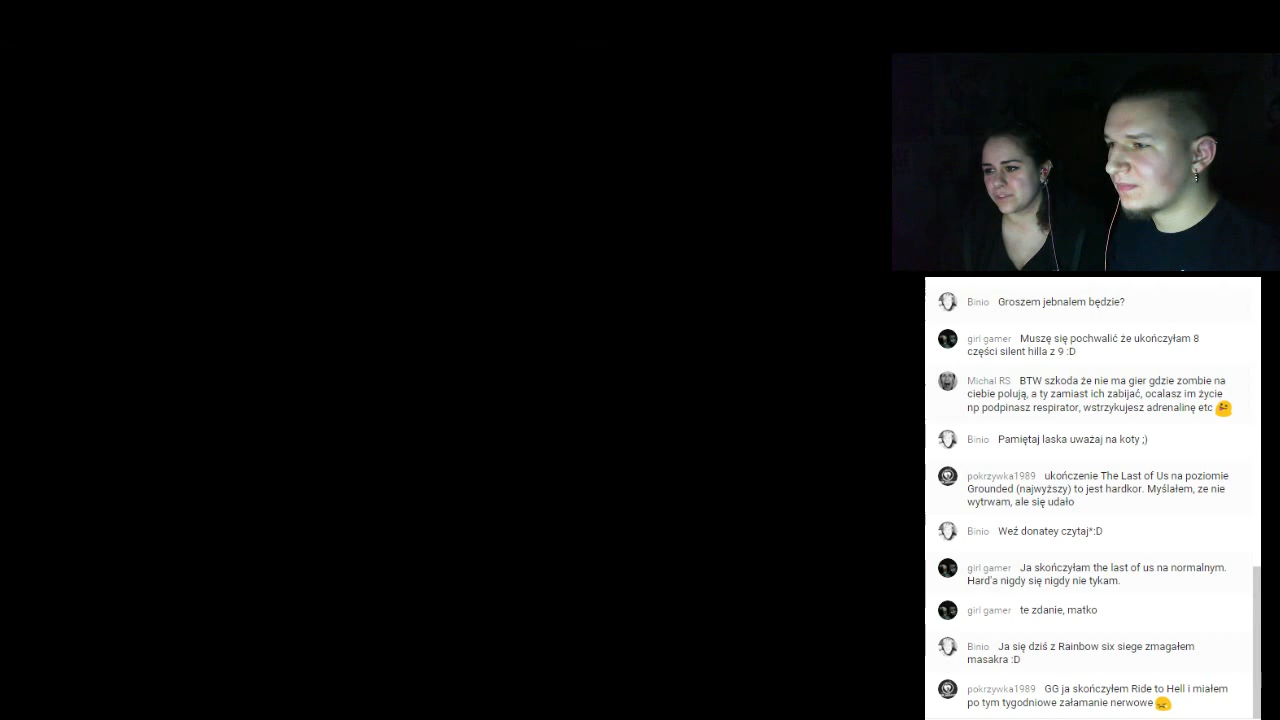 Binio Groszem jebnalem będzie?
girl gamer Muszę się pochwalić że ukończyłam 8
części silent hilla z 9 :D
Michal RS BTW szkoda że nie ma gier gdzie zombie na
ciebie polują, a ty zamiast ich zabijać, ocalasz im życie
np podpinasz respirator, wstrzykujesz adrenalinę etc
Binio Pamiętaj laska uważaj na koty ;)
pokrzywka1989 ukończenie The Last of Us na poziomie
Grounded (najwyższy) to jest hardkor. Myślałem, ze nie
wytrwam, ale się udało
Binio Weź donatey czytaj*:D
girl gamer Ja skończyłam the last of us na normalnym.
Hard'a nigdy się nigdy nie tykam.
girl gamer te zdanie, matko
Binio Ja się dziś z Rainbow six siege zmagałem
masakra :D
pokrzywka1989 GG ja skończyłem Ride to Hell i miałem
po tym tygodniowe załamanie nerwowe